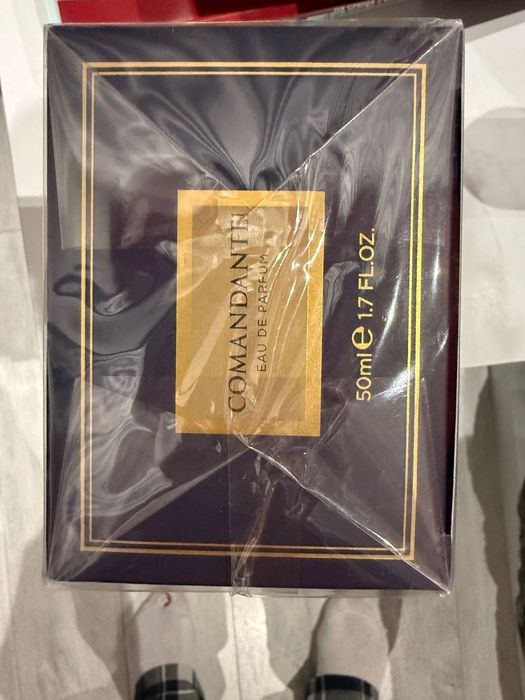 COMANDANTE
EAU DE PARFUM
50ml e 1.7 FL.OZ.